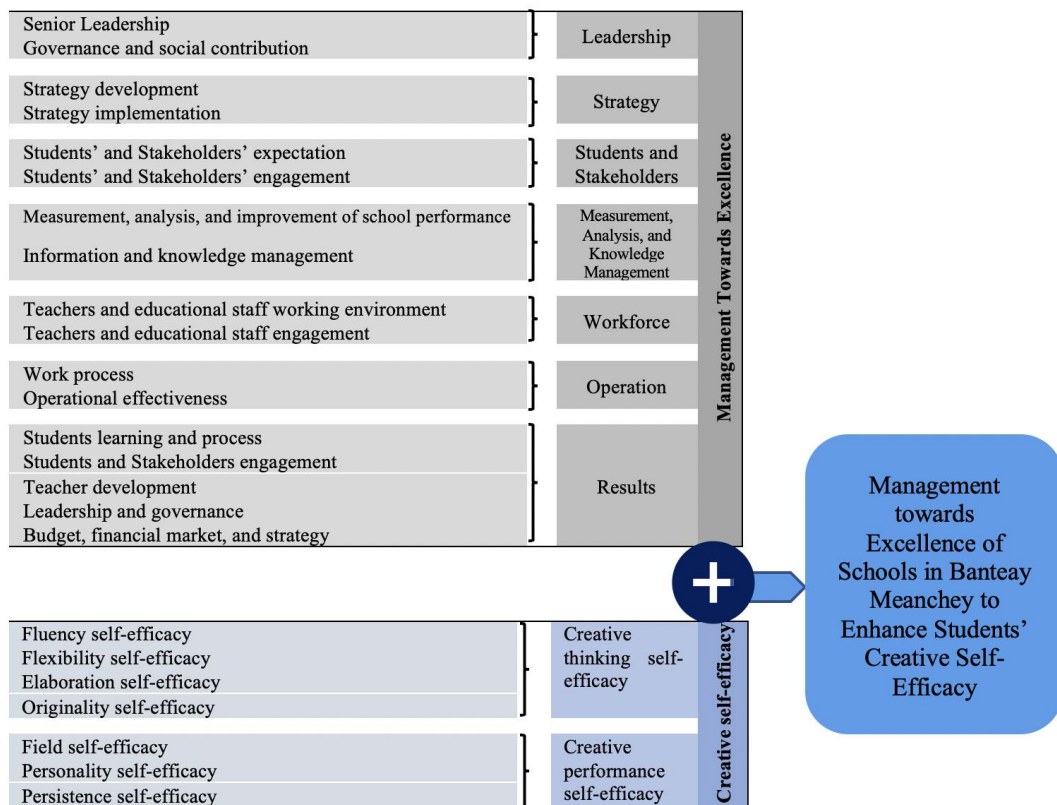 Senior Leadership
Governance and social contribution
Leadership
Strategy development
Strategy implementation
Strategy
Students’ and Stakeholders’ expectation
Students’ and Stakeholders’ engagement
Students and
Stakeholders
Measurement, analysis, and improvement of school performance
Information and knowledge management
Measurement,
Analysis, and
Knowledge
Management
Teachers and educational staff working environment
Teachers and educational staff engagement
Workforce
Work process
Operational effectiveness
Operation
Students learning and process
Students and Stakeholders engagement
Teacher development
Leadership and governance
Budget, financial market, and strategy
Results
Management Towards Excellence
+
Management
towards
Excellence of
Schools in Banteay
Meanchey to
Enhance Students’
Creative Self-
Efficacy
Fluency self-efficacy
Flexibility self-efficacy
Elaboration self-efficacy
Originality self-efficacy
Creative
thinking self-
efficacy
Field self-efficacy
Personality self-efficacy
Persistence self-efficacy
Creative
performance
self-efficacy
Creative self-efficacy